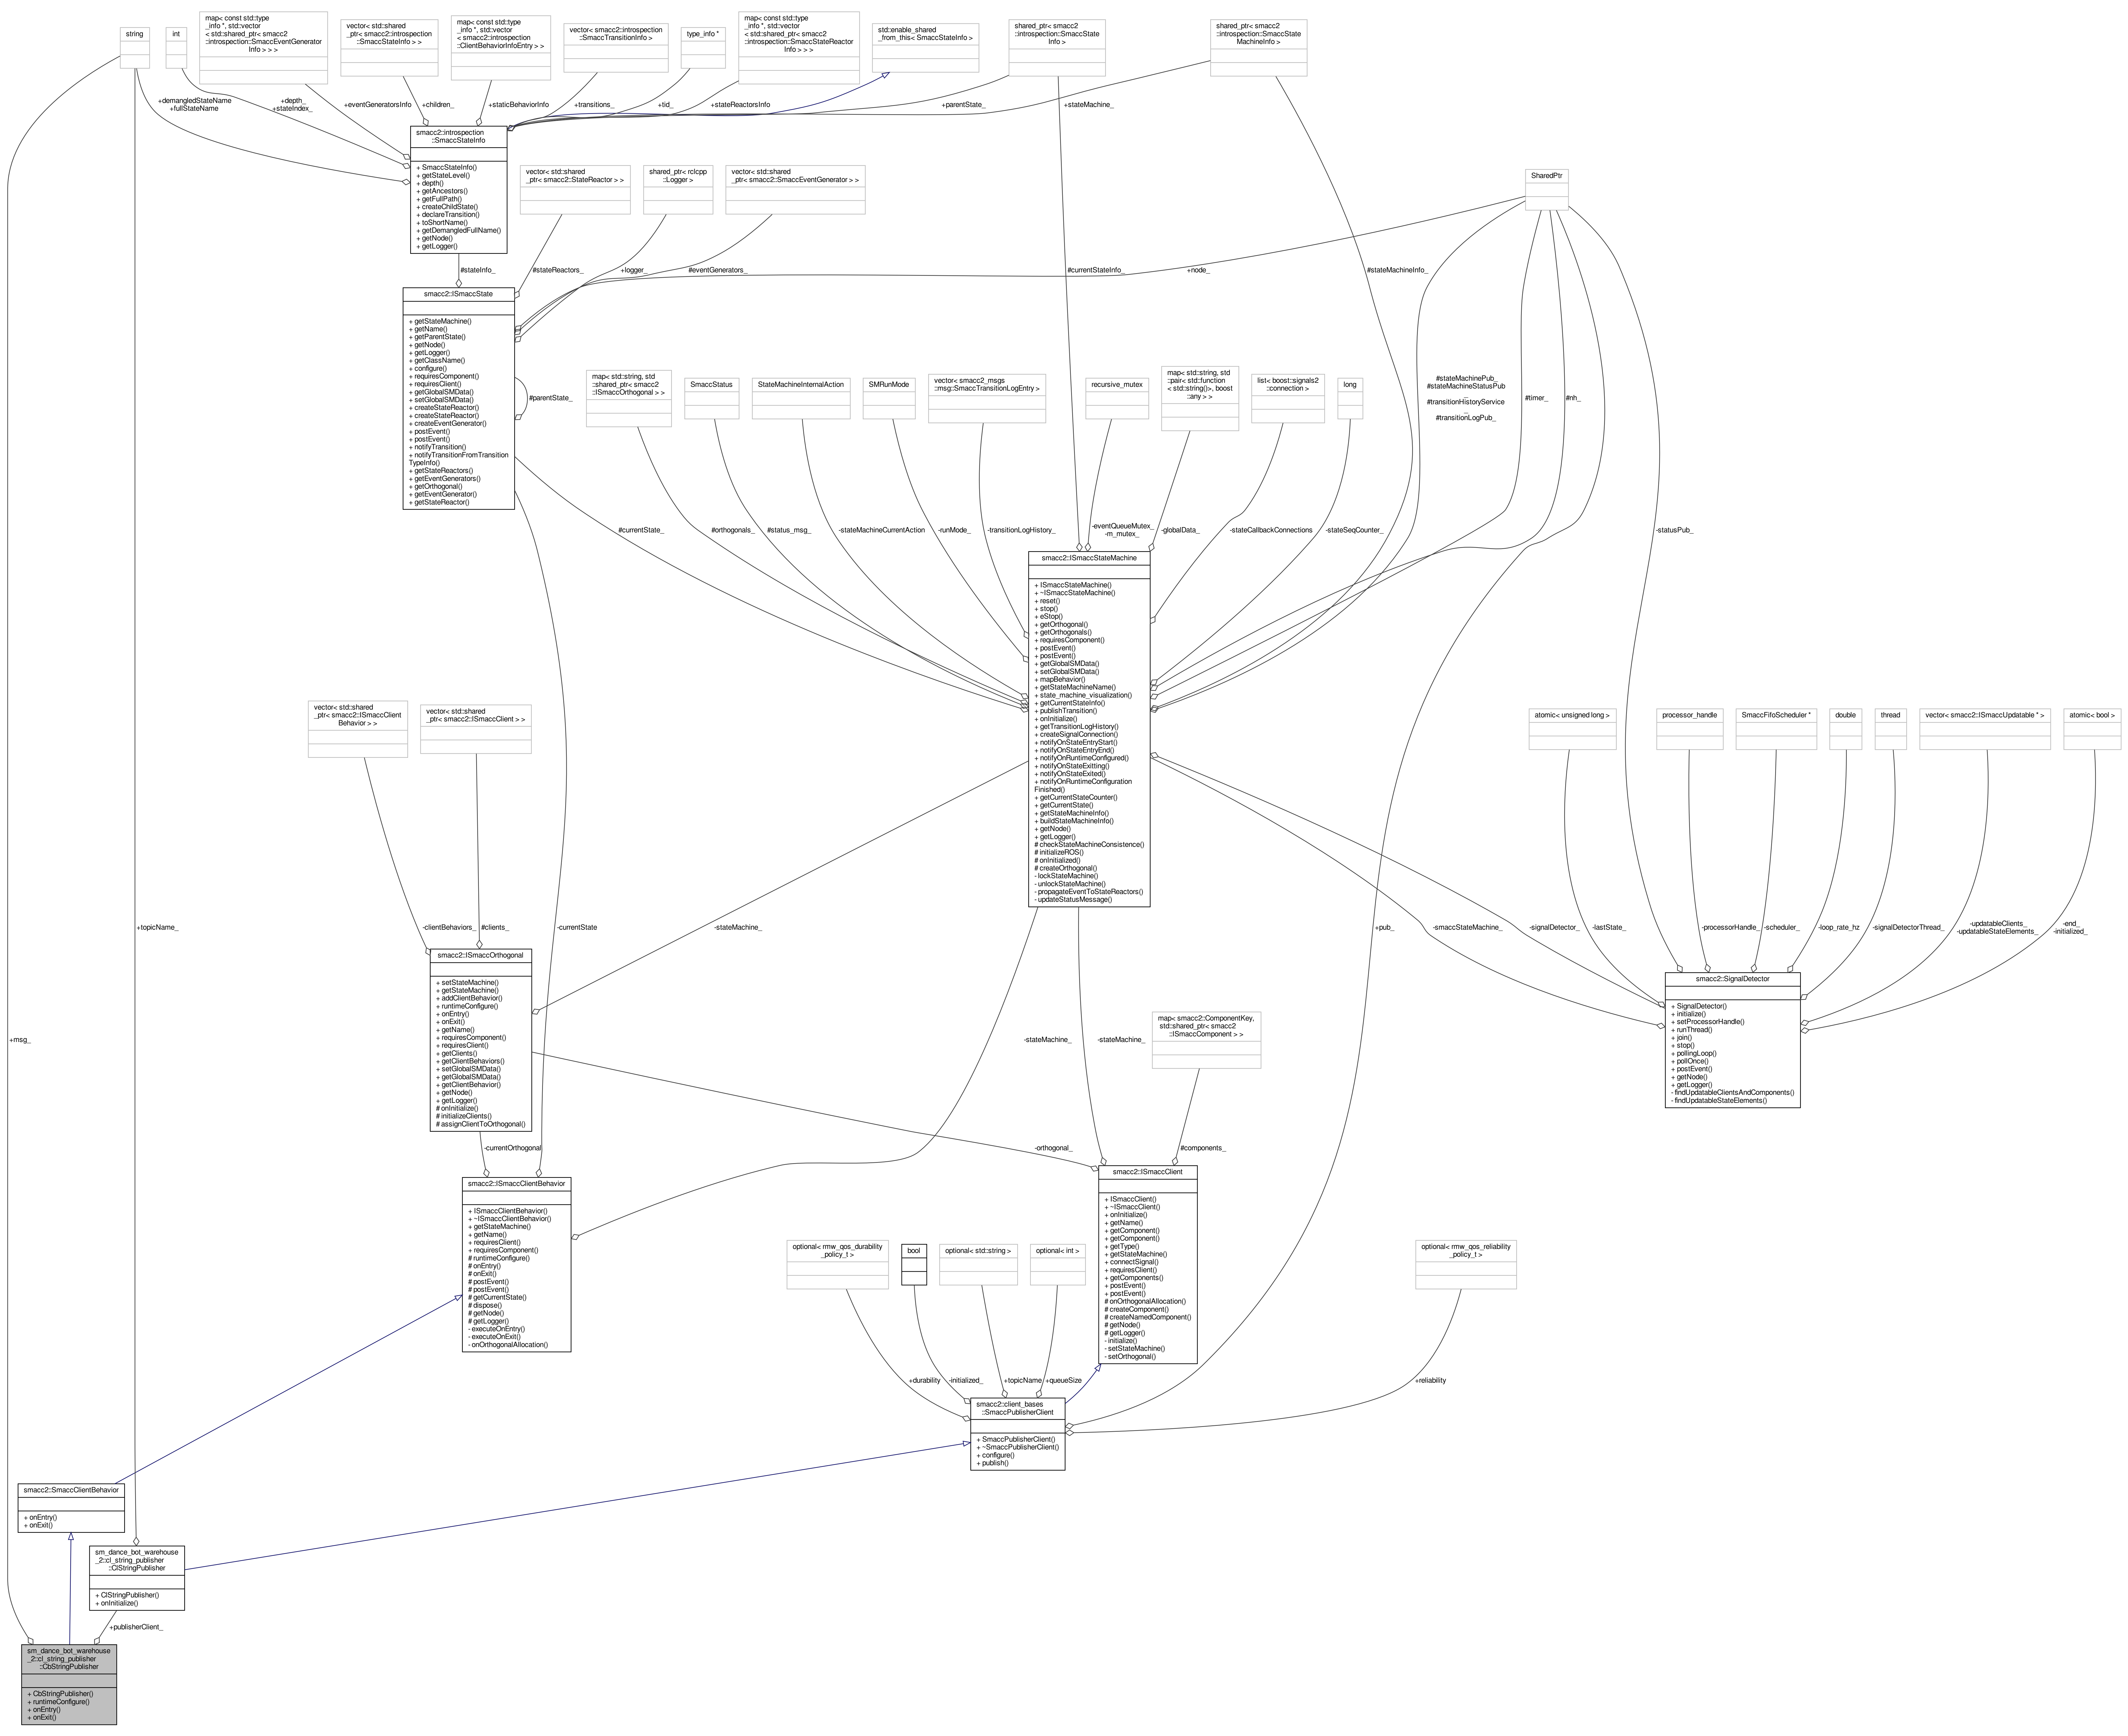 string
int
map< const std::type
_info *, std::vector
< std::shared_ptr< smacc2
::introspection::SmaccEventGenerator
Info > > >
vector< std::shared
_ptr< smacc2::introspection
::SmaccStateInfo > >
map< const std::type
_info *, std::vector
< smacc2::introspection
::ClientBehaviorInfoEntry > >
vector< smacc2::introspection
::SmaccTransitionInfo >
type_info *
map< const std::type
_info *, std::vector
< std::shared_ptr< smacc2
::introspection::SmaccStateReactor
Info > > >
std::enable_shared
_from_this< SmaccStateInfo >
shared_ptr< smacc2
::introspection::SmaccState
Info >
shared_ptr< smacc2
::introspection::SmaccState
MachineInfo >
+demangledStateName
+fullStateName
+depth_
+stateIndex_
+eventGeneratorsInfo
+children_
+staticBehaviorInfo
+transitions_
+tid_
+stateReactorsInfo
+parentState_
+stateMachine_
smacc2::introspection
::SmaccStateInfo
+ SmaccStateInfo()
+ getStateLevel()
+ depth()
+ getAncestors()
+ getFullPath()
+ createChildState()
+ declareTransition()
+ toShortName()
+ getDemangledFullName()
+ getNode()
+ getLogger()
vector< std::shared
_ptr< smacc2::StateReactor > >
shared_ptr< rclcpp
::Logger >
vector< std::shared
_ptr< smacc2::SmaccEventGenerator > >
SharedPtr
#stateInfo_
#stateReactors_
+logger_
#eventGenerators_
#currentStateInfo_
+node_
#stateMachineInfo_
smacc2::ISmaccState
+ getStateMachine()
+ getName()
+ getParentState()
+ getNode()
+ getLogger()
+ getClassName()
+ configure()
+ requiresComponent()
+ requiresClient()
+ getGlobalSMData()
+ setGlobalSMData()
+ createStateReactor()
+ createStateReactor()
+ createEventGenerator()
+ postEvent()
+ postEvent()
+ notifyTransition()
+ notifyTransitionFromTransition
TypeInfo()
+ getStateReactors()
+ getEventGenerators()
+ getOrthogonal()
+ getEventGenerator()
+ getStateReactor()
#parentState_
map< std::string, std
::shared_ptr< smacc2
::ISmaccOrthogonal > >
SmaccStatus
StateMachineInternalAction
SMRunMode
vector< smacc2_msgs
::msg::SmaccTransitionLogEntry >
recursive_mutex
map< std::string, std
::pair< std::function
< std::string()>, boost
::any > >
list< boost::signals2
::connection >
long
#stateMachinePub_
#stateMachineStatusPub
_
#transitionHistoryService
_
#transitionLogPub_
#timer_
#nh_
#currentState_
#orthogonals_
#status_msg_
-stateMachineCurrentAction
-runMode_
-transitionLogHistory_
-eventQueueMutex_
-m_mutex_
-globalData_
-stateCallbackConnections
-stateSeqCounter_
-statusPub_
smacc2::ISmaccStateMachine
+ ISmaccStateMachine()
+ ~ISmaccStateMachine()
+ reset()
+ stop()
+ eStop()
+ getOrthogonal()
+ getOrthogonals()
+ requiresComponent()
+ postEvent()
+ postEvent()
+ getGlobalSMData()
+ setGlobalSMData()
+ mapBehavior()
+ getStateMachineName()
+ state_machine_visualization()
+ getCurrentStateInfo()
+ publishTransition()
+ onInitialize()
+ getTransitionLogHistory()
+ createSignalConnection()
+ notifyOnStateEntryStart()
+ notifyOnStateEntryEnd()
+ notifyOnRuntimeConfigured()
+ notifyOnStateExitting()
+ notifyOnStateExited()
+ notifyOnRuntimeConfiguration
Finished()
+ getCurrentStateCounter()
+ getCurrentState()
+ getStateMachineInfo()
+ buildStateMachineInfo()
+ getNode()
+ getLogger()
# checkStateMachineConsistence()
# initializeROS()
# onInitialized()
# createOrthogonal()
- lockStateMachine()
- unlockStateMachine()
- propagateEventToStateReactors()
- updateStatusMessage()
vector< std::shared
_ptr< smacc2::ISmaccClient
Behavior > >
vector< std::shared
_ptr< smacc2::ISmaccClient > >
atomic< unsigned long >
processor_handle
SmaccFifoScheduler *
double
thread
vector< smacc2::ISmaccUpdatable * >
atomic< bool >
+topicName_
-clientBehaviors_
#clients_
-currentState
-stateMachine_
+pub_
-smaccStateMachine_
-signalDetector_
-lastState_
-processorHandle_
-scheduler_
-loop_rate_hz
-signalDetectorThread_
-updatableClients_
-updatableStateElements_
-end_
-initialized_
smacc2::ISmaccOrthogonal
+ setStateMachine()
+ getStateMachine()
+ addClientBehavior()
+ runtimeConfigure()
+ onEntry()
+ onExit()
+ getName()
+ requiresComponent()
+ requiresClient()
+ getClients()
+ getClientBehaviors()
+ setGlobalSMData()
+ getGlobalSMData()
+ getClientBehavior()
+ getNode()
+ getLogger()
# onInitialize()
# initializeClients()
# assignClientToOrthogonal()
smacc2::SignalDetector
+ SignalDetector()
+ initialize()
+ setProcessorHandle()
+ runThread()
+ join()
+ stop()
+ pollingLoop()
+ pollOnce()
+ postEvent()
+ getNode()
+ getLogger()
- findUpdatableClientsAndComponents()
- findUpdatableStateElements()
+msg_
-stateMachine_
-stateMachine_
map< smacc2::ComponentKey,
std::shared_ptr< smacc2
::ISmaccComponent > >
-currentOrthogonal
-orthogonal_
#components_
smacc2::ISmaccClientBehavior
+ ISmaccClientBehavior()
+ ~ISmaccClientBehavior()
+ getStateMachine()
+ getName()
+ requiresClient()
+ requiresComponent()
# runtimeConfigure()
# onEntry()
# onExit()
# postEvent()
# postEvent()
# getCurrentState()
# dispose()
# getNode()
# getLogger()
- executeOnEntry()
- executeOnExit()
- onOrthogonalAllocation()
smacc2::ISmaccClient
+ ISmaccClient()
+ ~ISmaccClient()
+ onInitialize()
+ getName()
+ getComponent()
+ getComponent()
+ getType()
+ getStateMachine()
+ connectSignal()
+ requiresClient()
+ getComponents()
+ postEvent()
+ postEvent()
# onOrthogonalAllocation()
# createComponent()
# createNamedComponent()
# getNode()
# getLogger()
- initialize()
- setStateMachine()
- setOrthogonal()
optional< rmw_qos_durability
_policy_t >
bool
optional< std::string >
optional< int >
optional< rmw_qos_reliability
_policy_t >
+durability
-initialized_
+topicName
+queueSize
+reliability
smacc2::client_bases
::SmaccPublisherClient
+ SmaccPublisherClient()
+ ~SmaccPublisherClient()
+ configure()
+ publish()
smacc2::SmaccClientBehavior
+ onEntry()
+ onExit()
sm_dance_bot_warehouse
_2::cl_string_publisher
::ClStringPublisher
+ ClStringPublisher()
+ onInitialize()
+publisherClient_
sm_dance_bot_warehouse
_2::cl_string_publisher
::CbStringPublisher
+ CbStringPublisher()
+ runtimeConfigure()
+ onEntry()
+ onExit()